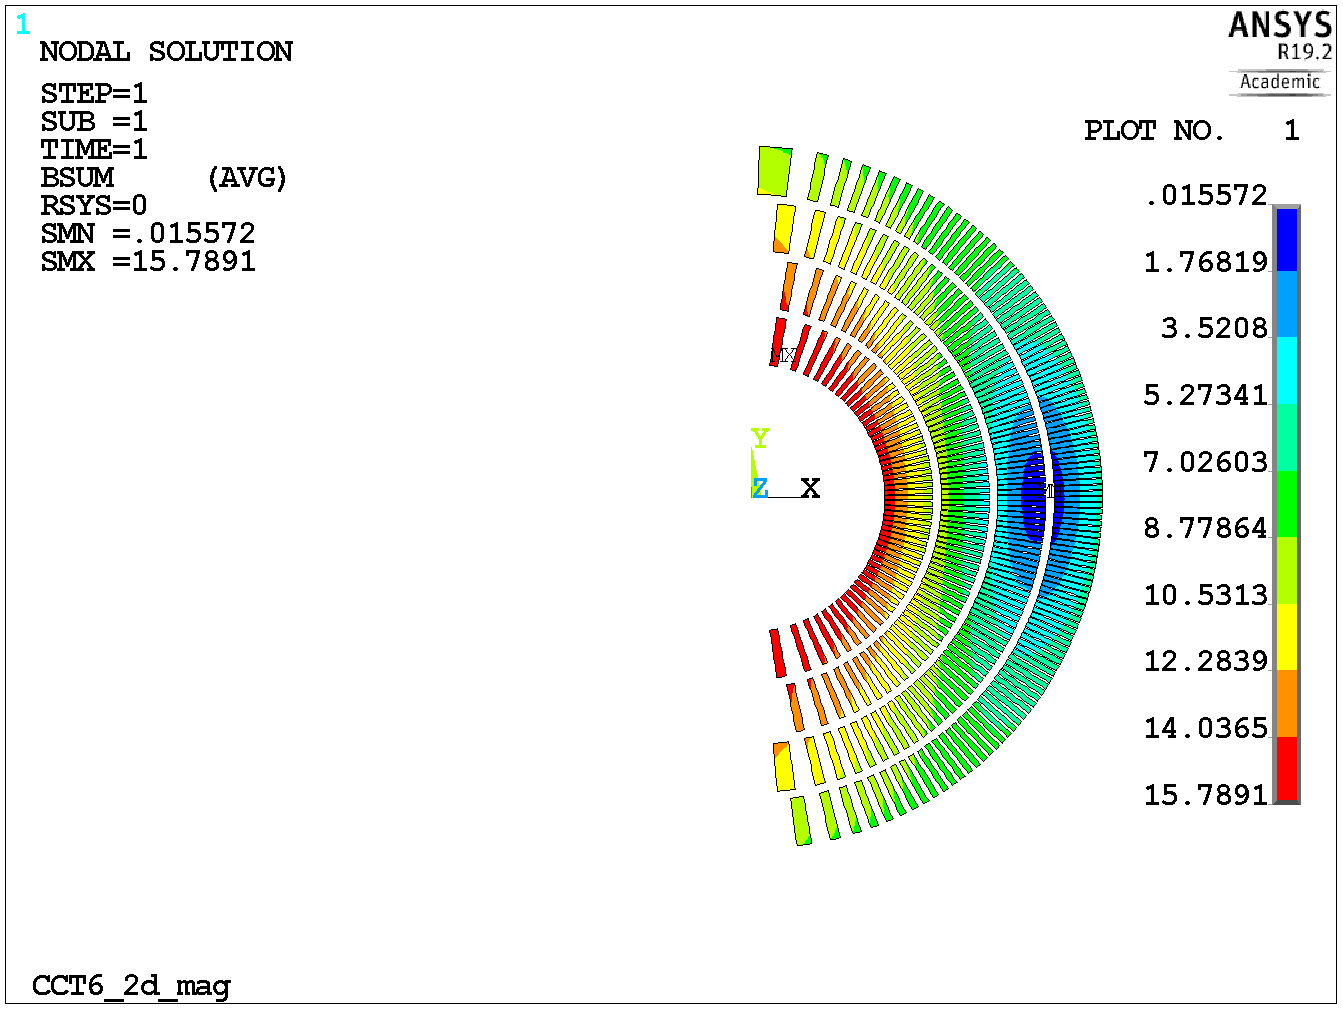 1
NODAL SOLUTION
STEP=1
SUB =1
TIME=1
BSUM (AVG)
RSYS=0
SMN =.015572
SMX =15.7891
ANSYS
R19.2
Academic
PLOT NO. 1
.015572
1.76819
3.5208
5.27341
7.02603
8.77864
10.5313
12.2839
14.0365
15.7891
MX
Y
Z X
CCT6_2d_mag